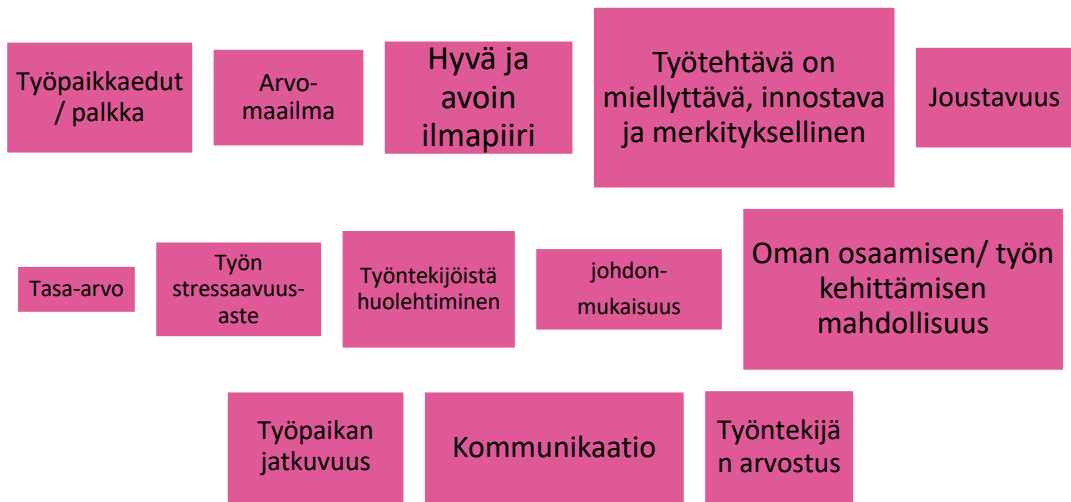 Työpaikkaedut
/ palkka
Arvo-
maailma
Hyvä ja
avoin
ilmapiiri
Työtehtävä on
miellyttävä, innostava
ja merkityksellinen
Joustavuus
Tasa-arvo
Työn
stressaavuus-
aste
Työntekijöistä
huolehtiminen
johdon-
mukaisuus
Oman osaamisen/ työn
kehittämisen
mahdollisuus
Työpaikan
jatkuvuus
Kommunikaatio
Työntekijä
n arvostus